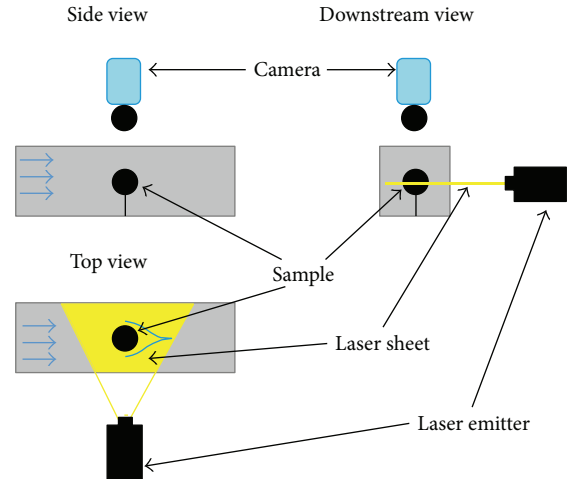 Side view
Downstream view
Camera
Top view
Sample
Laser sheet
Laser emitter